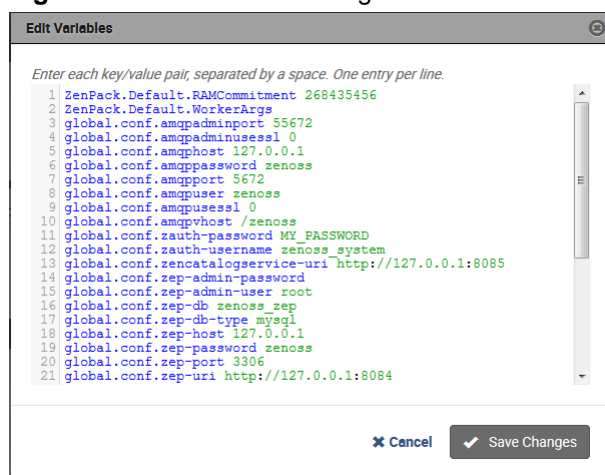 Edit Variables
Enter each key/value pair, separated by a space. One entry per line.
1 ZenPack.Default.RAMCommitment 268435456
2 ZenPack.Default.WorkerArgs
3 global.conf.amqpadminport 55672
4 global.conf.amqpadminusessl 0
5 global.conf.amqphost 127.0.0.1
6 global.conf.amqppassword zenoss
7 global.conf.amqpport 5672
8 global.conf.amqpuser zenoss
9 global.conf.amqpusessl 0
10 global.conf.amqpvhost /zenoss
11 global.conf.zauth-password MY_PASSWORD
12 global.conf.zauth-username zenoss_system
13 global.conf.zencatalogservice-uri http://127.0.0.1:8085
14 global.conf.zep-admin-password
15 global.conf.zep-admin-user root
16 global.conf.zep-db zenoss_zep
17 global.conf.zep-db-type mysql
18 global.conf.zep-host 127.0.0.1
19 global.conf.zep-password zenoss
20 global.conf.zep-port 3306
21 global.conf.zep-uri http://127.0.0.1:8084
Cancel
Save Changes